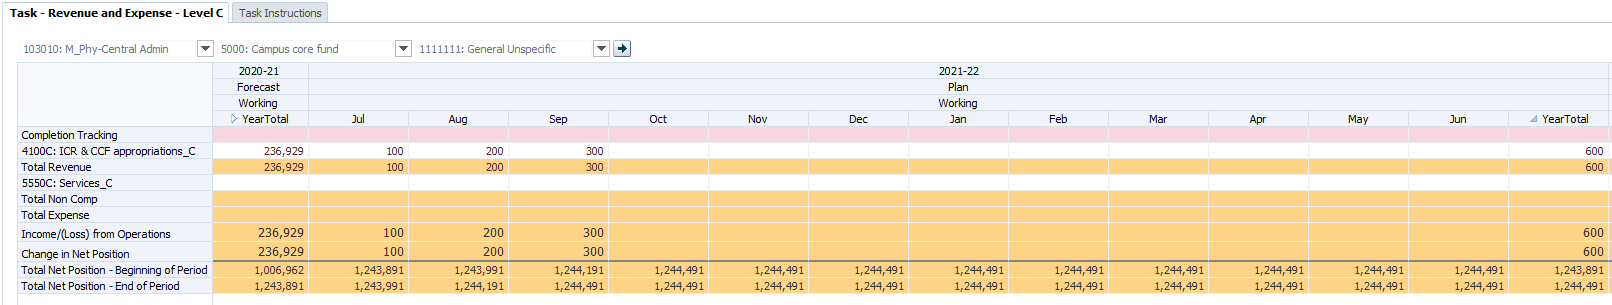 Task - Revenue and Expense - Level C Task Instructions
103010: M_Phy-Central Admin 5000: Campus core fund 1111111: General Unspecific
2020-21 2021-22
Forecast Plan
Working Working
YearTotal Jul Aug Sep Oct Nov Dec Jan Feb Mar Apr May Jun YearTotal
Completion Tracking
4100C: ICR & CCF appropriations_C 236,929 100 200 300 600
Total Revenue 236,929 100 200 300 600
5550C: Services_C
Total Non Comp
Total Expense
Income/(Loss) from Operations 236,929 100 200 300 600
Change in Net Position 236,929 100 200 300 600
Total Net Position - Beginning of Period 1,006,962 1,243,891 1,243,991 1,244,191 1,244,491 1,244,491 1,244,491 1,244,491 1,244,491 1,244,491 1,244,491 1,244,491 1,244,491 1,243,891
Total Net Position - End of Period 1,243,891 1,243,991 1,244,191 1,244,491 1,244,491 1,244,491 1,244,491 1,244,491 1,244,491 1,244,491 1,244,491 1,244,491 1,244,491 1,244,491